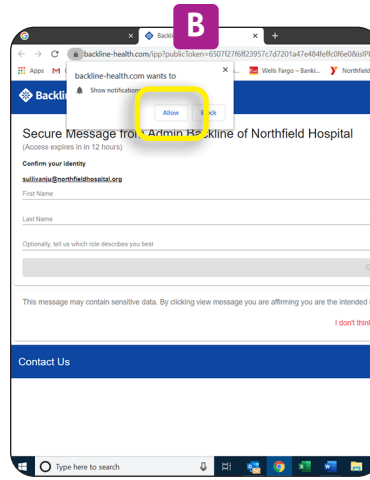 B
Backli
backline-health.com/ipp?publicToken=6507f27f6ff23957c7d7201a47e484feffc0f6e0&isIP
Apps
Wells Fargo – Banki...
Northfield
backline-health.com wants to
Show notifications
Allow
Block
Backli
Secure Message from Admin Backline of Northfield Hospital
(Access expires in in 12 hours)
Confirm your identity
sullivanju@northfieldhospital.org
First Name
Last Name
Optionally, tell us which role describes you best
This message may contain sensitive data. By clicking view message you are affirming you are the intended
I don't think
Contact Us
Type here to search